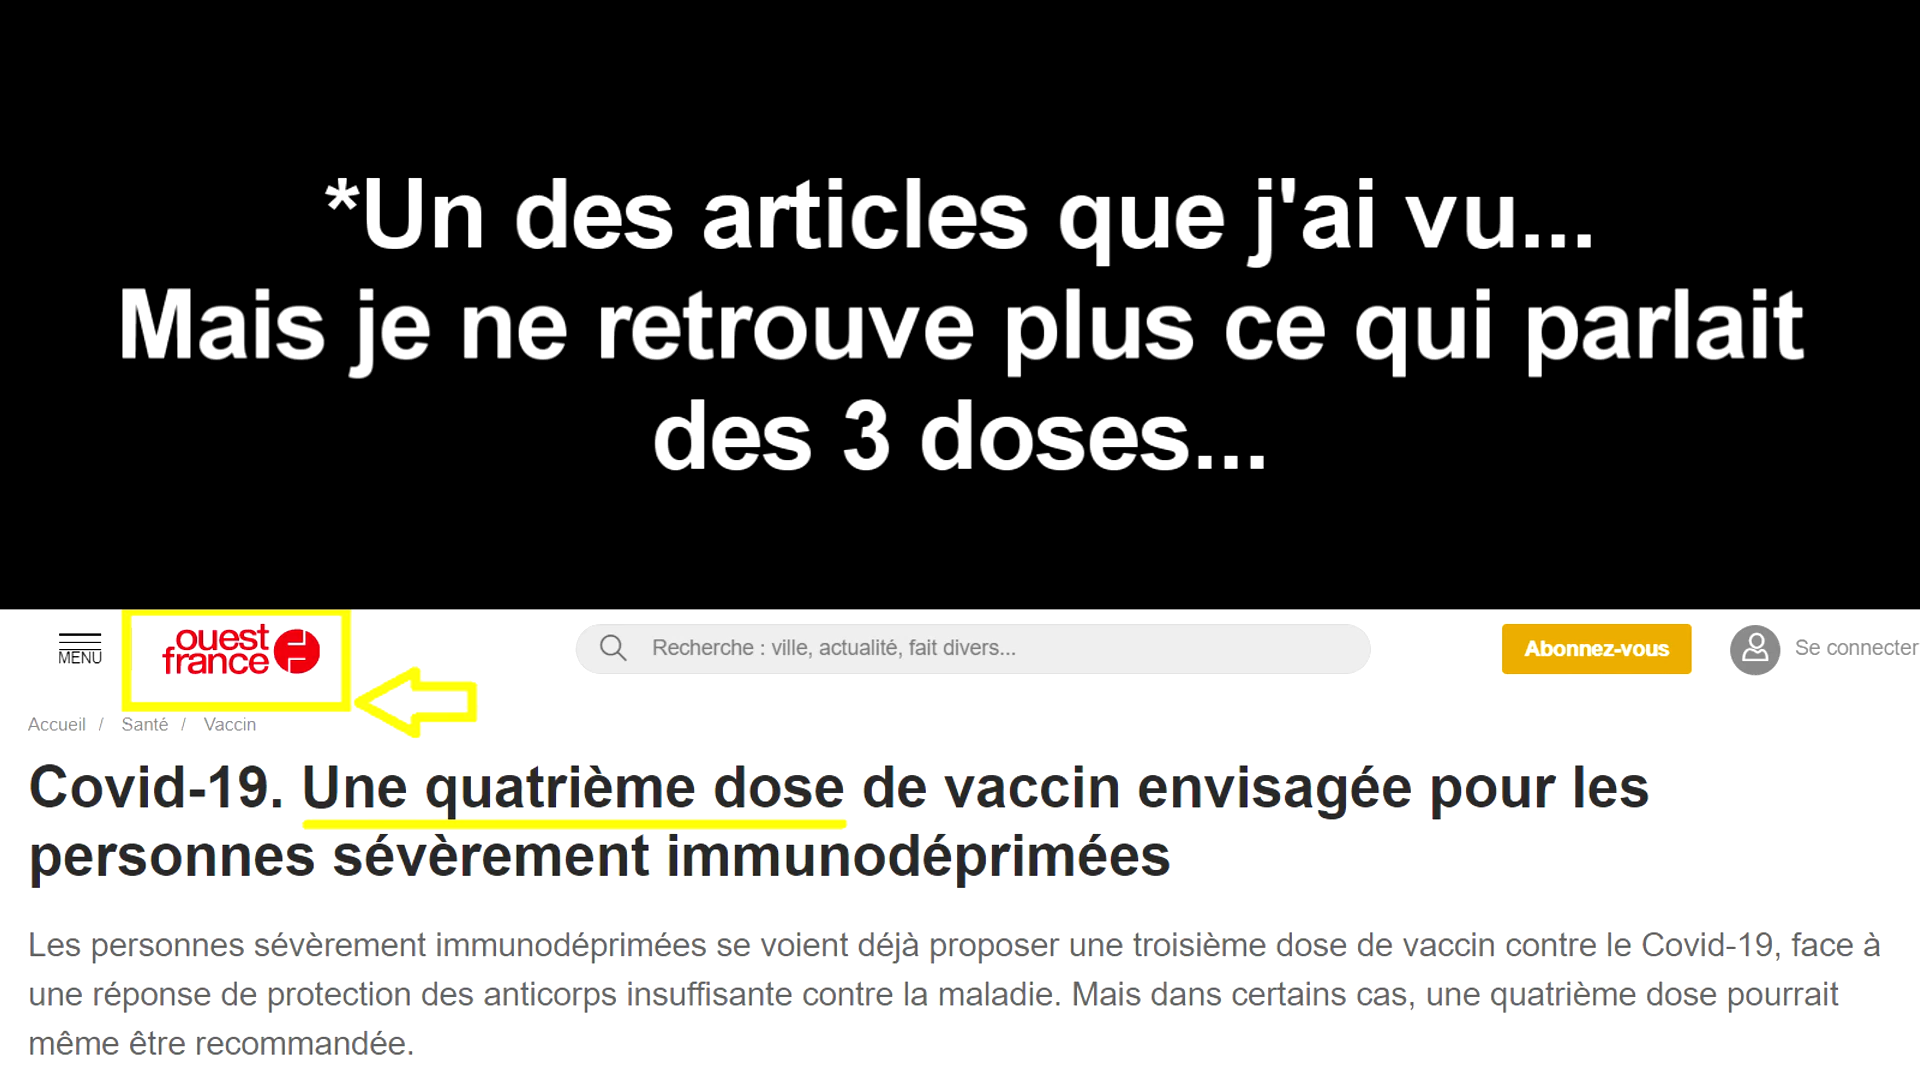 *Un des articles que j'ai vu...
Mais je ne retrouve plus ce qui parlait
des 3 doses...
MENU
ouest
france
Recherche : ville, actualité, fait divers...
Abonnez-vous
Se connecter
Accueil / Santé / Vaccin
Covid-19. Une quatrième dose de vaccin envisagée pour les
personnes sévèrement immunodéprimées
Les personnes sévèrement immunodéprimées se voient déjà proposer une troisième dose de vaccin contre le Covid-19, face à
une réponse de protection des anticorps insuffisante contre la maladie. Mais dans certains cas, une quatrième dose pourrait
même être recommandée.